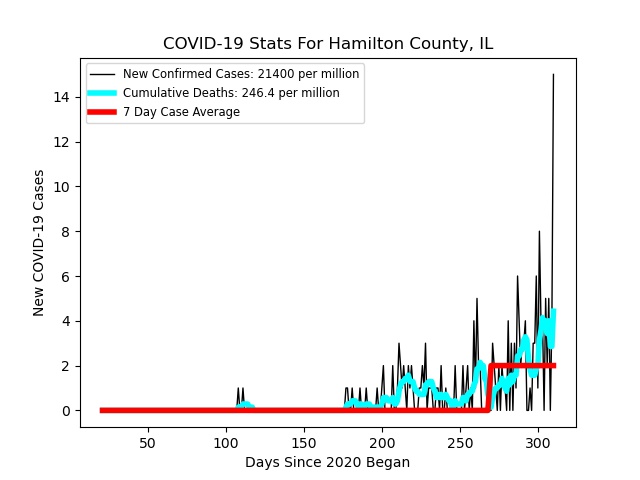 COVID-19 Stats For Hamilton County, IL
New Confirmed Cases: 21400 per million
Cumulative Deaths: 246.4 per million
7 Day Case Average
New COVID-19 Cases
14
12
10
8
6
4
2
0
50 100 150 200 250 300
Days Since 2020 Began